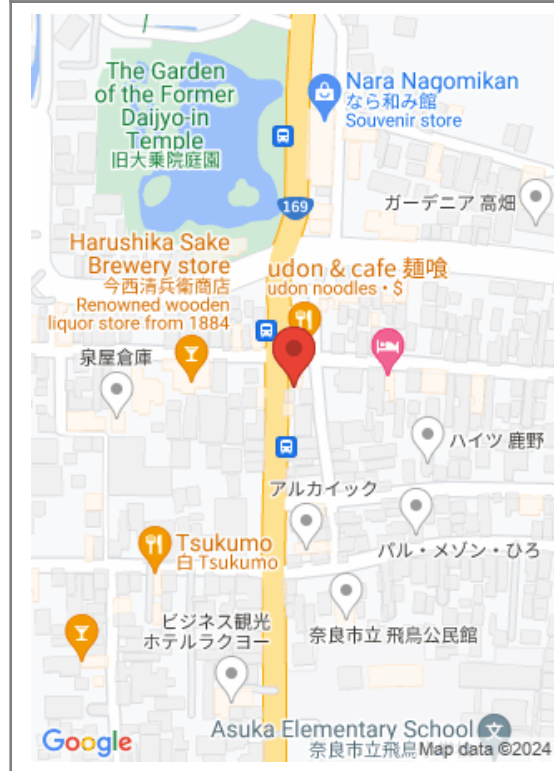 The Garden
of the Former
Daijyo-in
Temple
旧大乗院庭園
Nara Nagomikan
なら和み館
Souvenir store
169
ガーデニア 高畑
Harushika Sake
Brewery store
今西清兵衛商店
Renowned wooden
liquor store from 1884
udon & cafe 麺喰
udon noodles • $
泉屋倉庫
ハイツ 鹿野
アルカイック
パル・メゾン・ひろ
Tsukumo
白 Tsukumo
ビジネス観光
ホテルラクヨー
奈良市立 飛鳥公民館
Asuka Elementary School
奈良市立飛鳥
Google
Map data ©2024